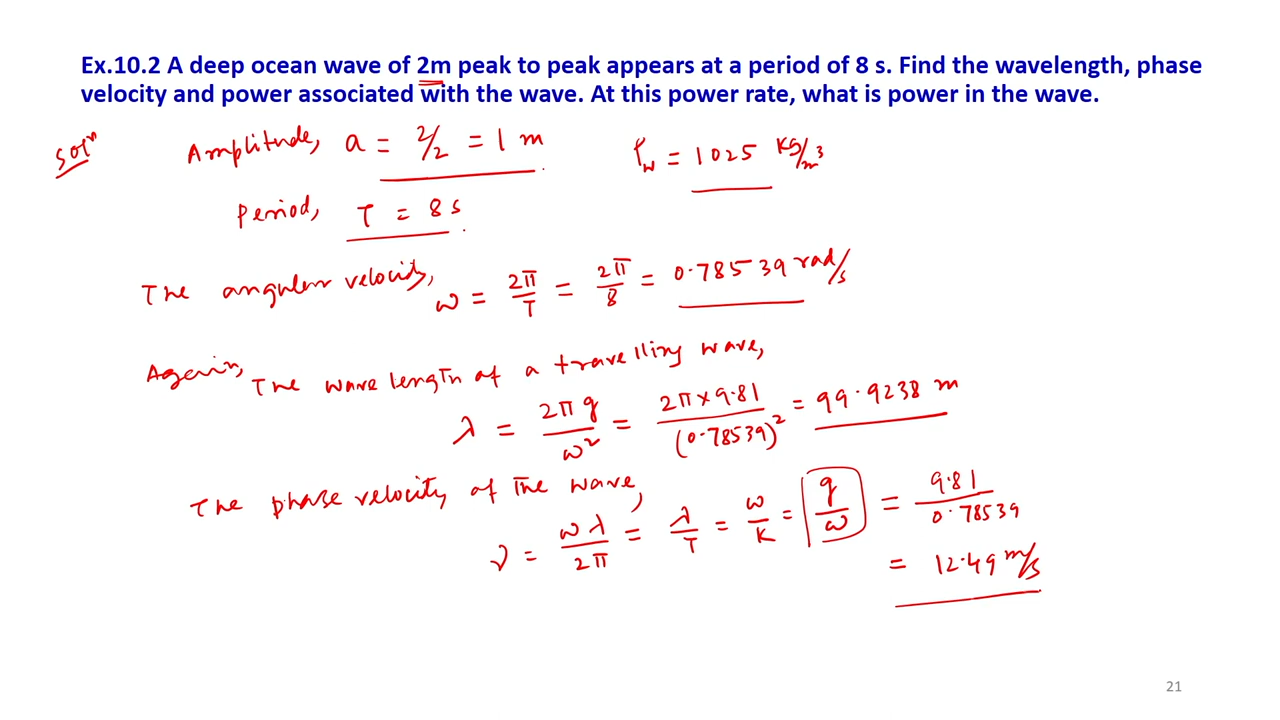 Ex.10.2 A deep ocean wave of 2m peak to peak appears at a period of 8 s. Find the wavelength, phase
velocity and power associated with the wave. At this power rate, what is power in the wave.
Solⁿ Amplitude, a = 2/2 = 1 m ρw = 1025 kg/m³
Period, T = 8 s.
The angular velocity, ω = 2π/T = 2π/8 = 0.78539 rad/s
Again, The wave length of a travelling wave,
λ = 2πg/ω² = 2π×9.81/(0.78539)² = 99.9238 m
The phase velocity of the wave,
ν = ωλ/2π = λ/T = ω/K = g/ω = 9.81/0.78539
= 12.49 m/s
21